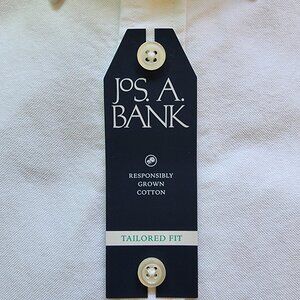 JOS. A.
BANK
RESPONSIBLY
GROWN
COTTON
TAILORED FIT